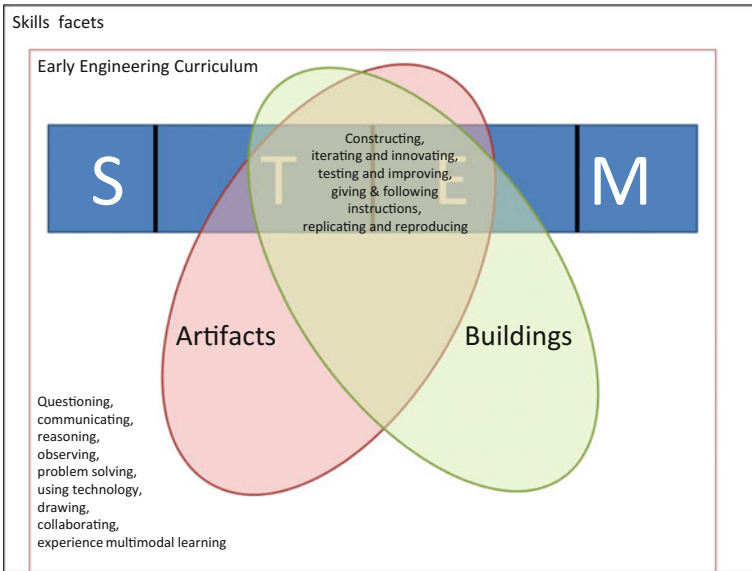 Skills facets
Early Engineering Curriculum
S T E M
Constructing,
iterating and innovating,
testing and improving,
giving & following
instructions,
replicating and reproducing
Artifacts Buildings
Questioning,
communicating,
reasoning,
observing,
problem solving,
using technology,
drawing,
collaborating,
experience multimodal learning